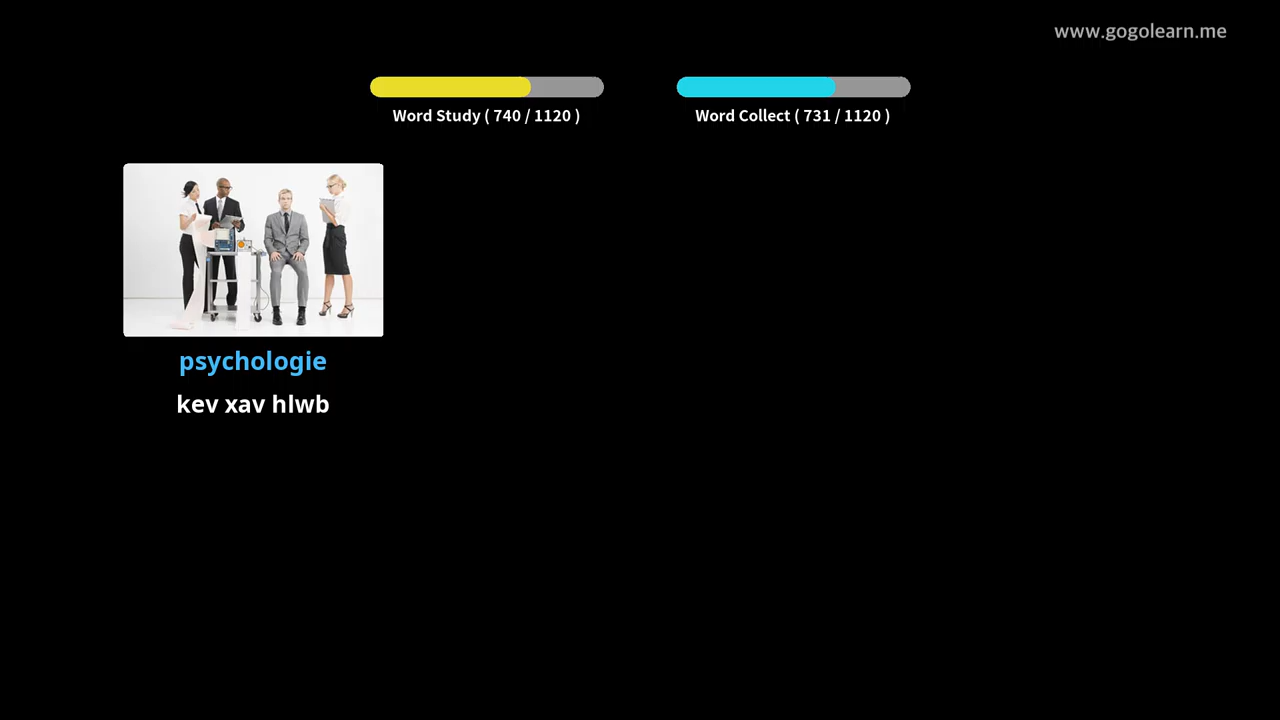 www.gogolearn.me
Word Study ( 740 / 1120 )
Word Collect ( 731 / 1120 )
psychologie
kev xav hlwb